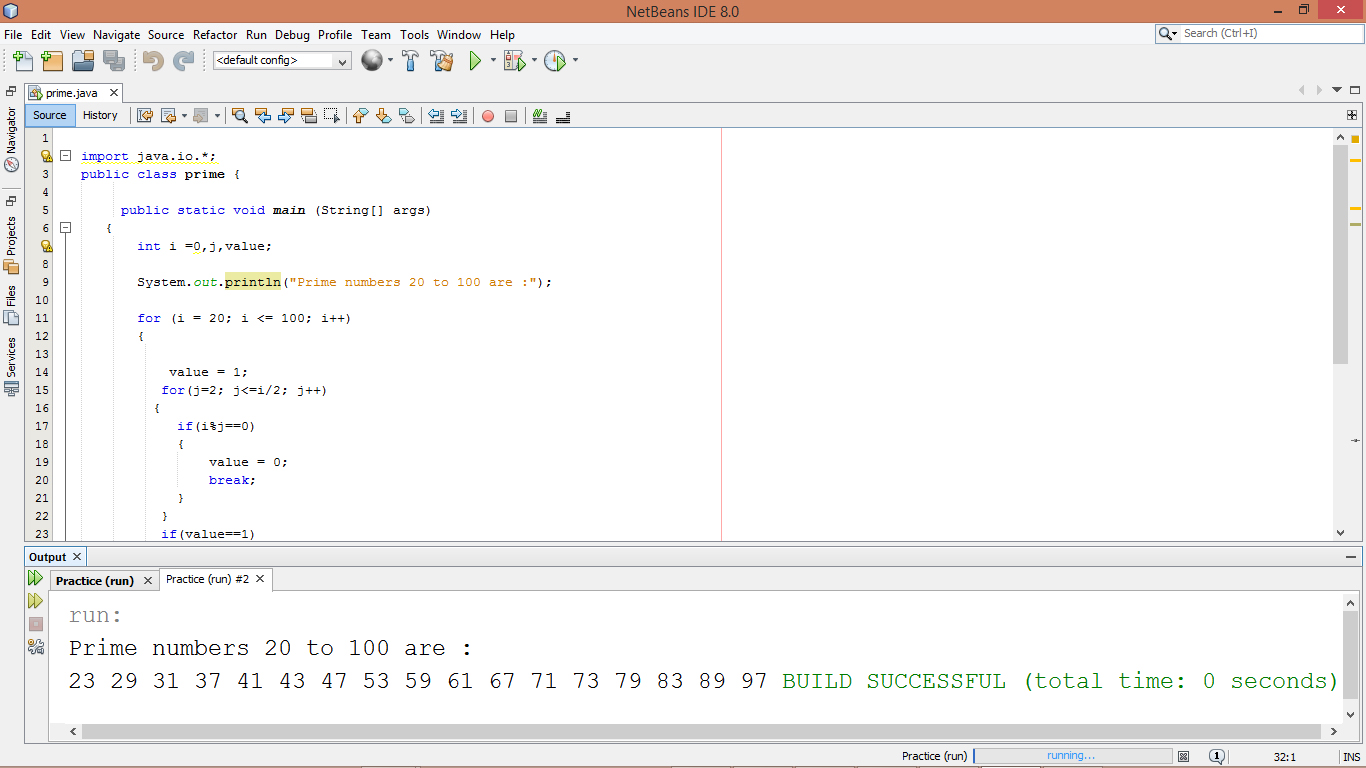 NetBeans IDE 8.0
File Edit View Navigate Source Refactor Run Debug Profile Team Tools Window Help
Search (Ctrl+I)
<default config>
prime.java
Source History
Navigator
Projects
Files
Services
1
import java.io.*;
3 public class prime {
4
5 public static void main (String[] args)
6 {
int i =0,j,value;
8
9 System.out.println("Prime numbers 20 to 100 are :");
10
11 for (i = 20; i <= 100; i++)
12 {
13
14 value = 1;
15 for(j=2; j<=i/2; j++)
16 {
17 if(i%j==0)
18 {
19 value = 0;
20 break;
21 }
22 }
23 if(value==1)
Output
Practice (run) Practice (run) #2
run:
Prime numbers 20 to 100 are :
23 29 31 37 41 43 47 53 59 61 67 71 73 79 83 89 97 BUILD SUCCESSFUL (total time: 0 seconds)
Practice (run) running... 1 32:1 INS